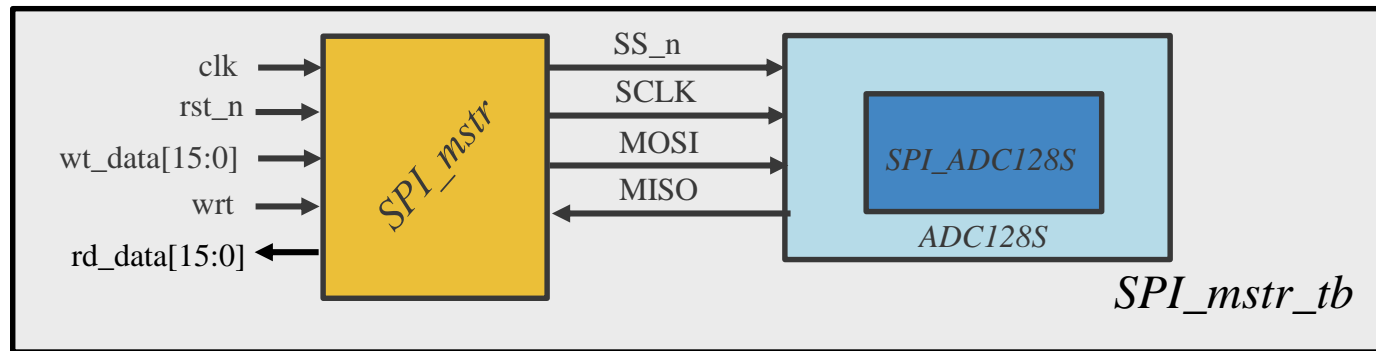 clk
rst_n
wt_data[15:0]
wrt
rd_data[15:0]
SPI_mstr
SS_n
SCLK
MOSI
MISO
SPI_ADC128S
ADC128S
SPI_mstr_tb